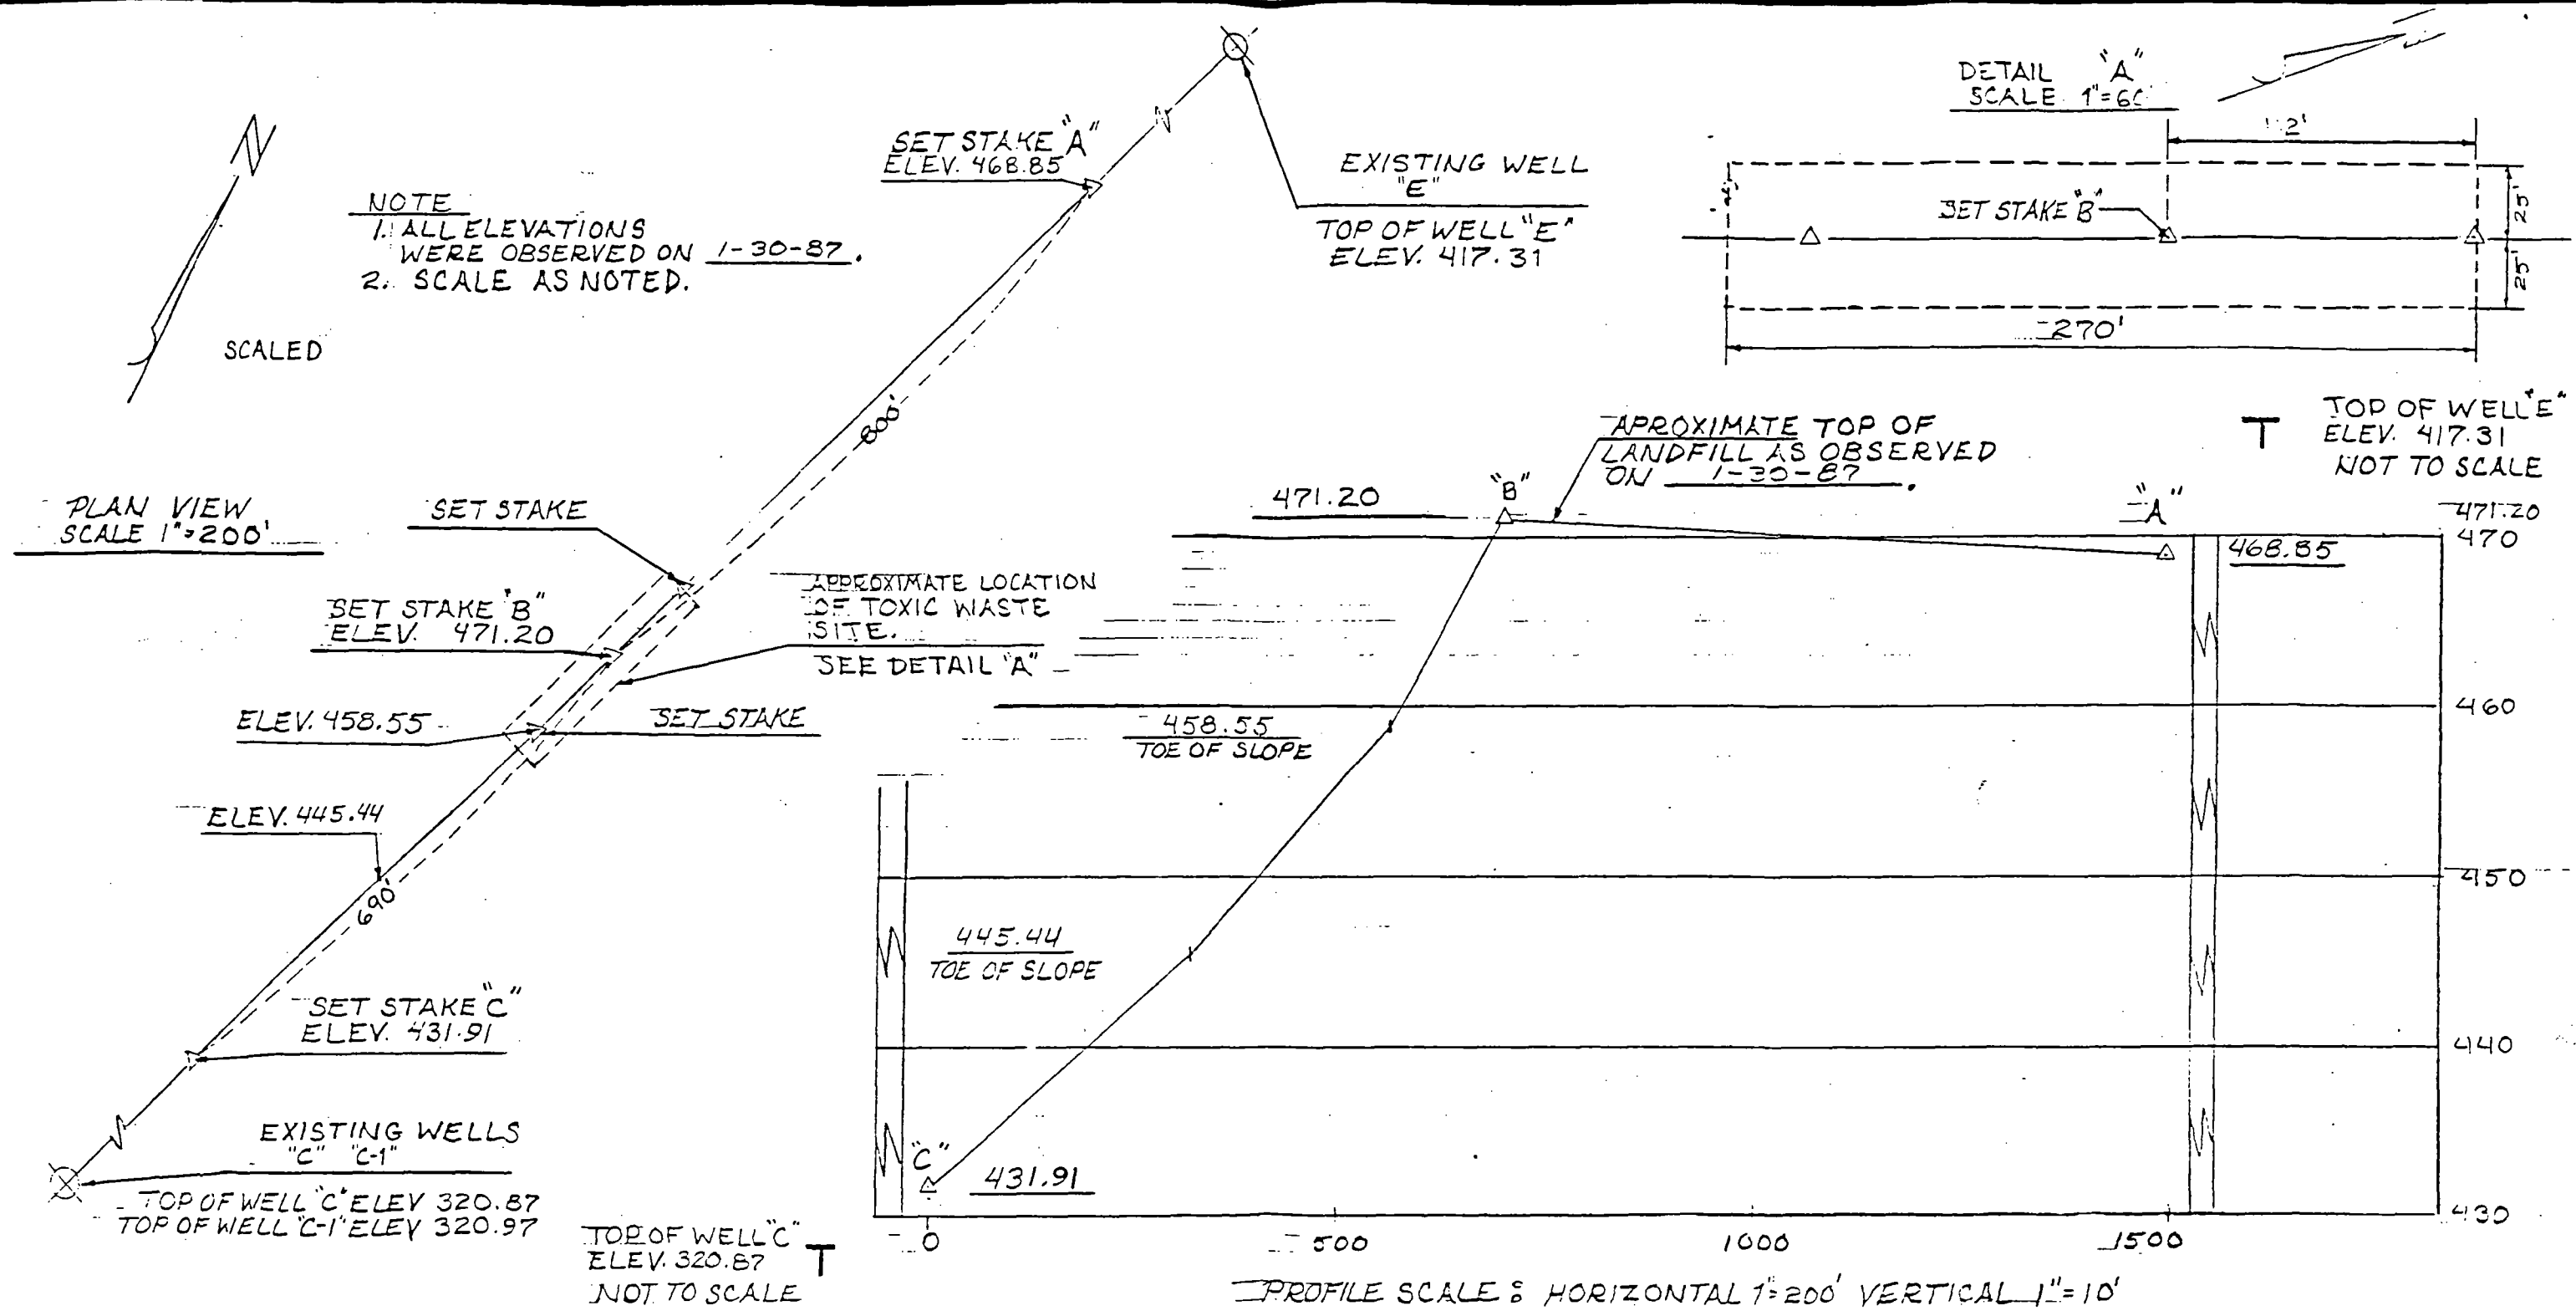 DETAIL "A"
SCALE 1"=60'
25'
SET STAKE "B"
25'
270'
SET STAKE "A"
ELEV. 468.85
EXISTING WELL
"E"
TOP OF WELL "E"
ELEV. 417.31
N
NOTE
1. ALL ELEVATIONS
WERE OBSERVED ON 1-30-87.
2. SCALE AS NOTED.
SCALED
800'
PLAN VIEW
SCALE 1"=200'
SET STAKE
SET STAKE "B"
ELEV. 471.20
APPROXIMATE LOCATION
OF TOXIC WASTE
SITE.
SEE DETAIL "A"
ELEV. 458.55
SET STAKE
ELEV. 445.44
690'
SET STAKE "C"
ELEV. 431.91
EXISTING WELLS
"C" "C-1"
TOP OF WELL "C" ELEV 320.87
TOP OF WELL "C-1" ELEV 320.97
APROXIMATE TOP OF
LANDFILL AS OBSERVED
ON 1-30-87.
TOP OF WELL "E"
ELEV. 417.31
NOT TO SCALE
471.20
"B"
"A"
471.20
470
468.85
460
458.55
TOE OF SLOPE
450
445.44
TOE OF SLOPE
440
"C"
431.91
430
TOP OF WELL "C"
ELEV. 320.87
NOT TO SCALE
0
500
1000
1500
PROFILE SCALE: HORIZONTAL 1"=200' VERTICAL 1"=10'